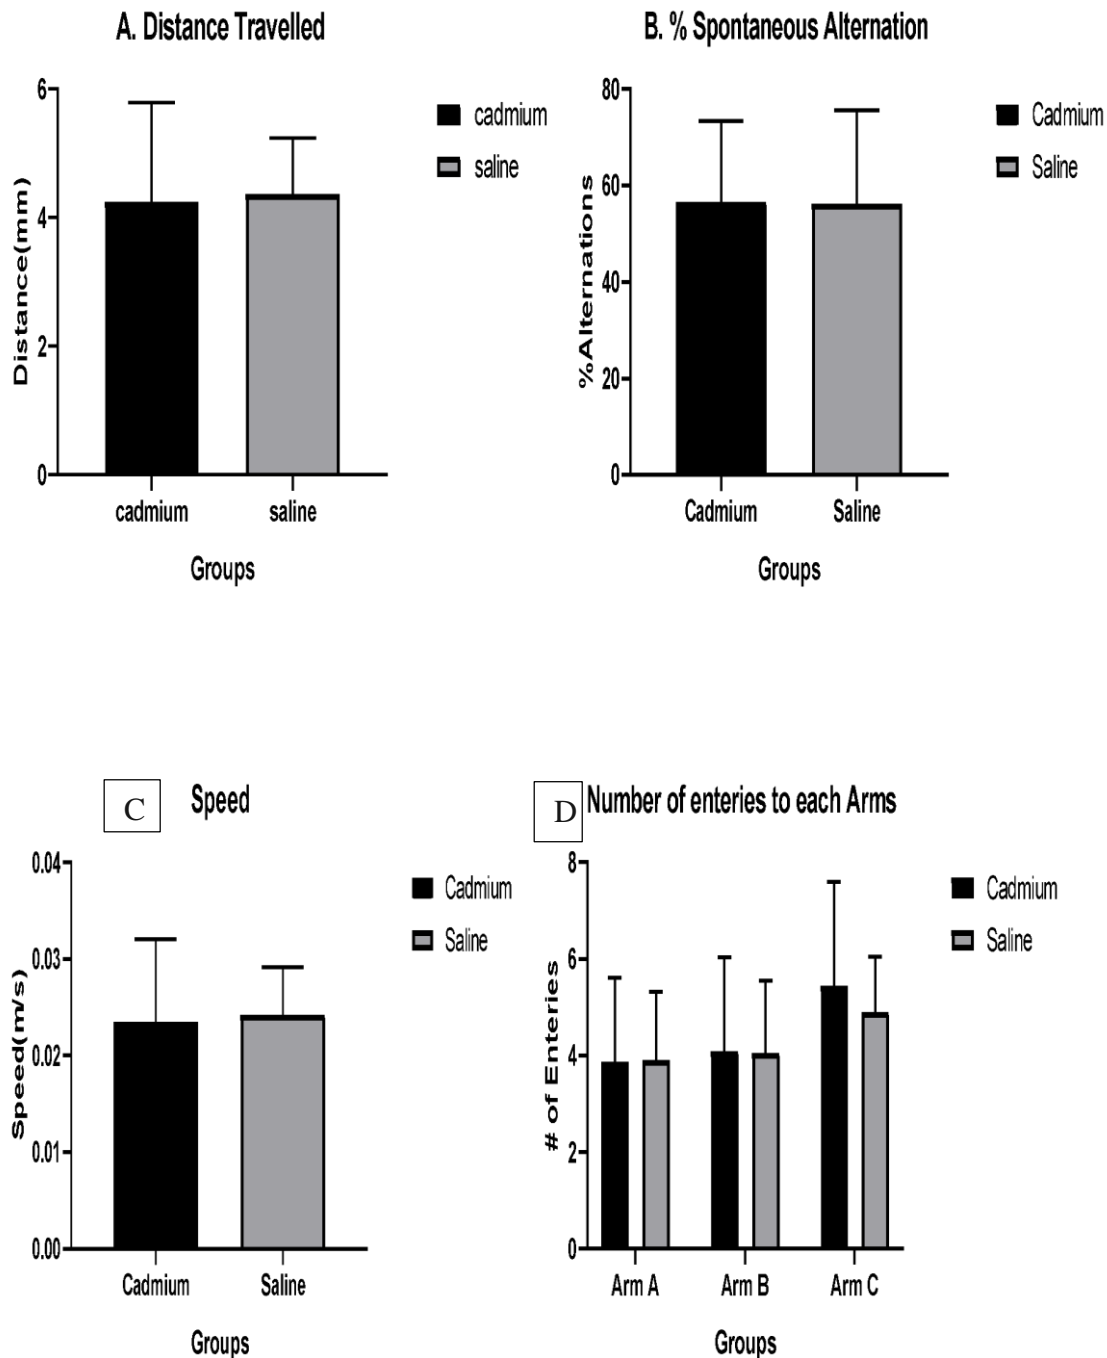 A. Distance Travelled
6
4
2
0
Distance(mm)
cadmium
saline
Groups
cadmium
saline
B. % Spontaneous Alternation
80
60
40
20
0
%Alternations
Cadmium
Saline
Groups
Cadmium
Saline
C
Speed
0.04
0.03
0.02
0.01
0.00
Speed(m/s)
Cadmium
Saline
Groups
Cadmium
Saline
D
Number of enteries to each Arms
8
6
4
2
0
# of Enteries
Arm A
Arm B
Arm C
Groups
Cadmium
Saline